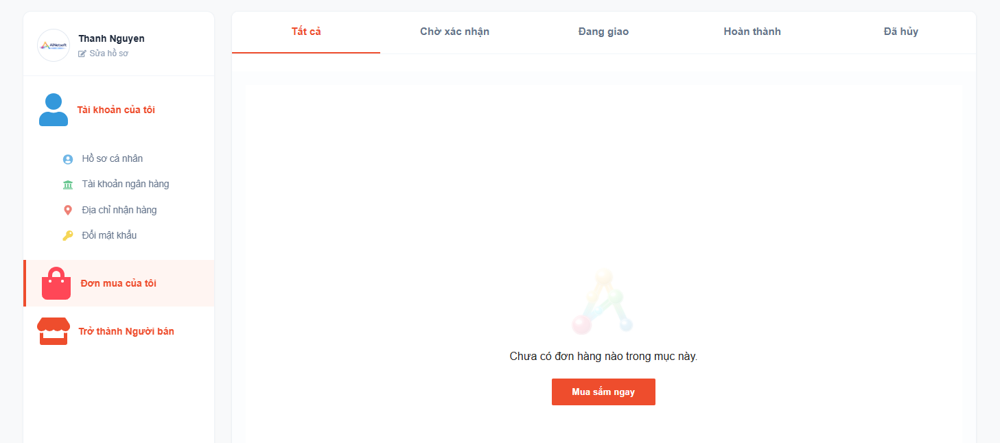 Thanh Nguyen
Sửa hồ sơ
Tài khoản của tôi
Hồ sơ cá nhân
Tài khoản ngân hàng
Địa chỉ nhận hàng
Đổi mật khẩu
Đơn mua của tôi
Trở thành Người bán
Tất cả
Chờ xác nhận
Đang giao
Hoàn thành
Đã hủy
Chưa có đơn hàng nào trong mục này.
Mua sắm ngay